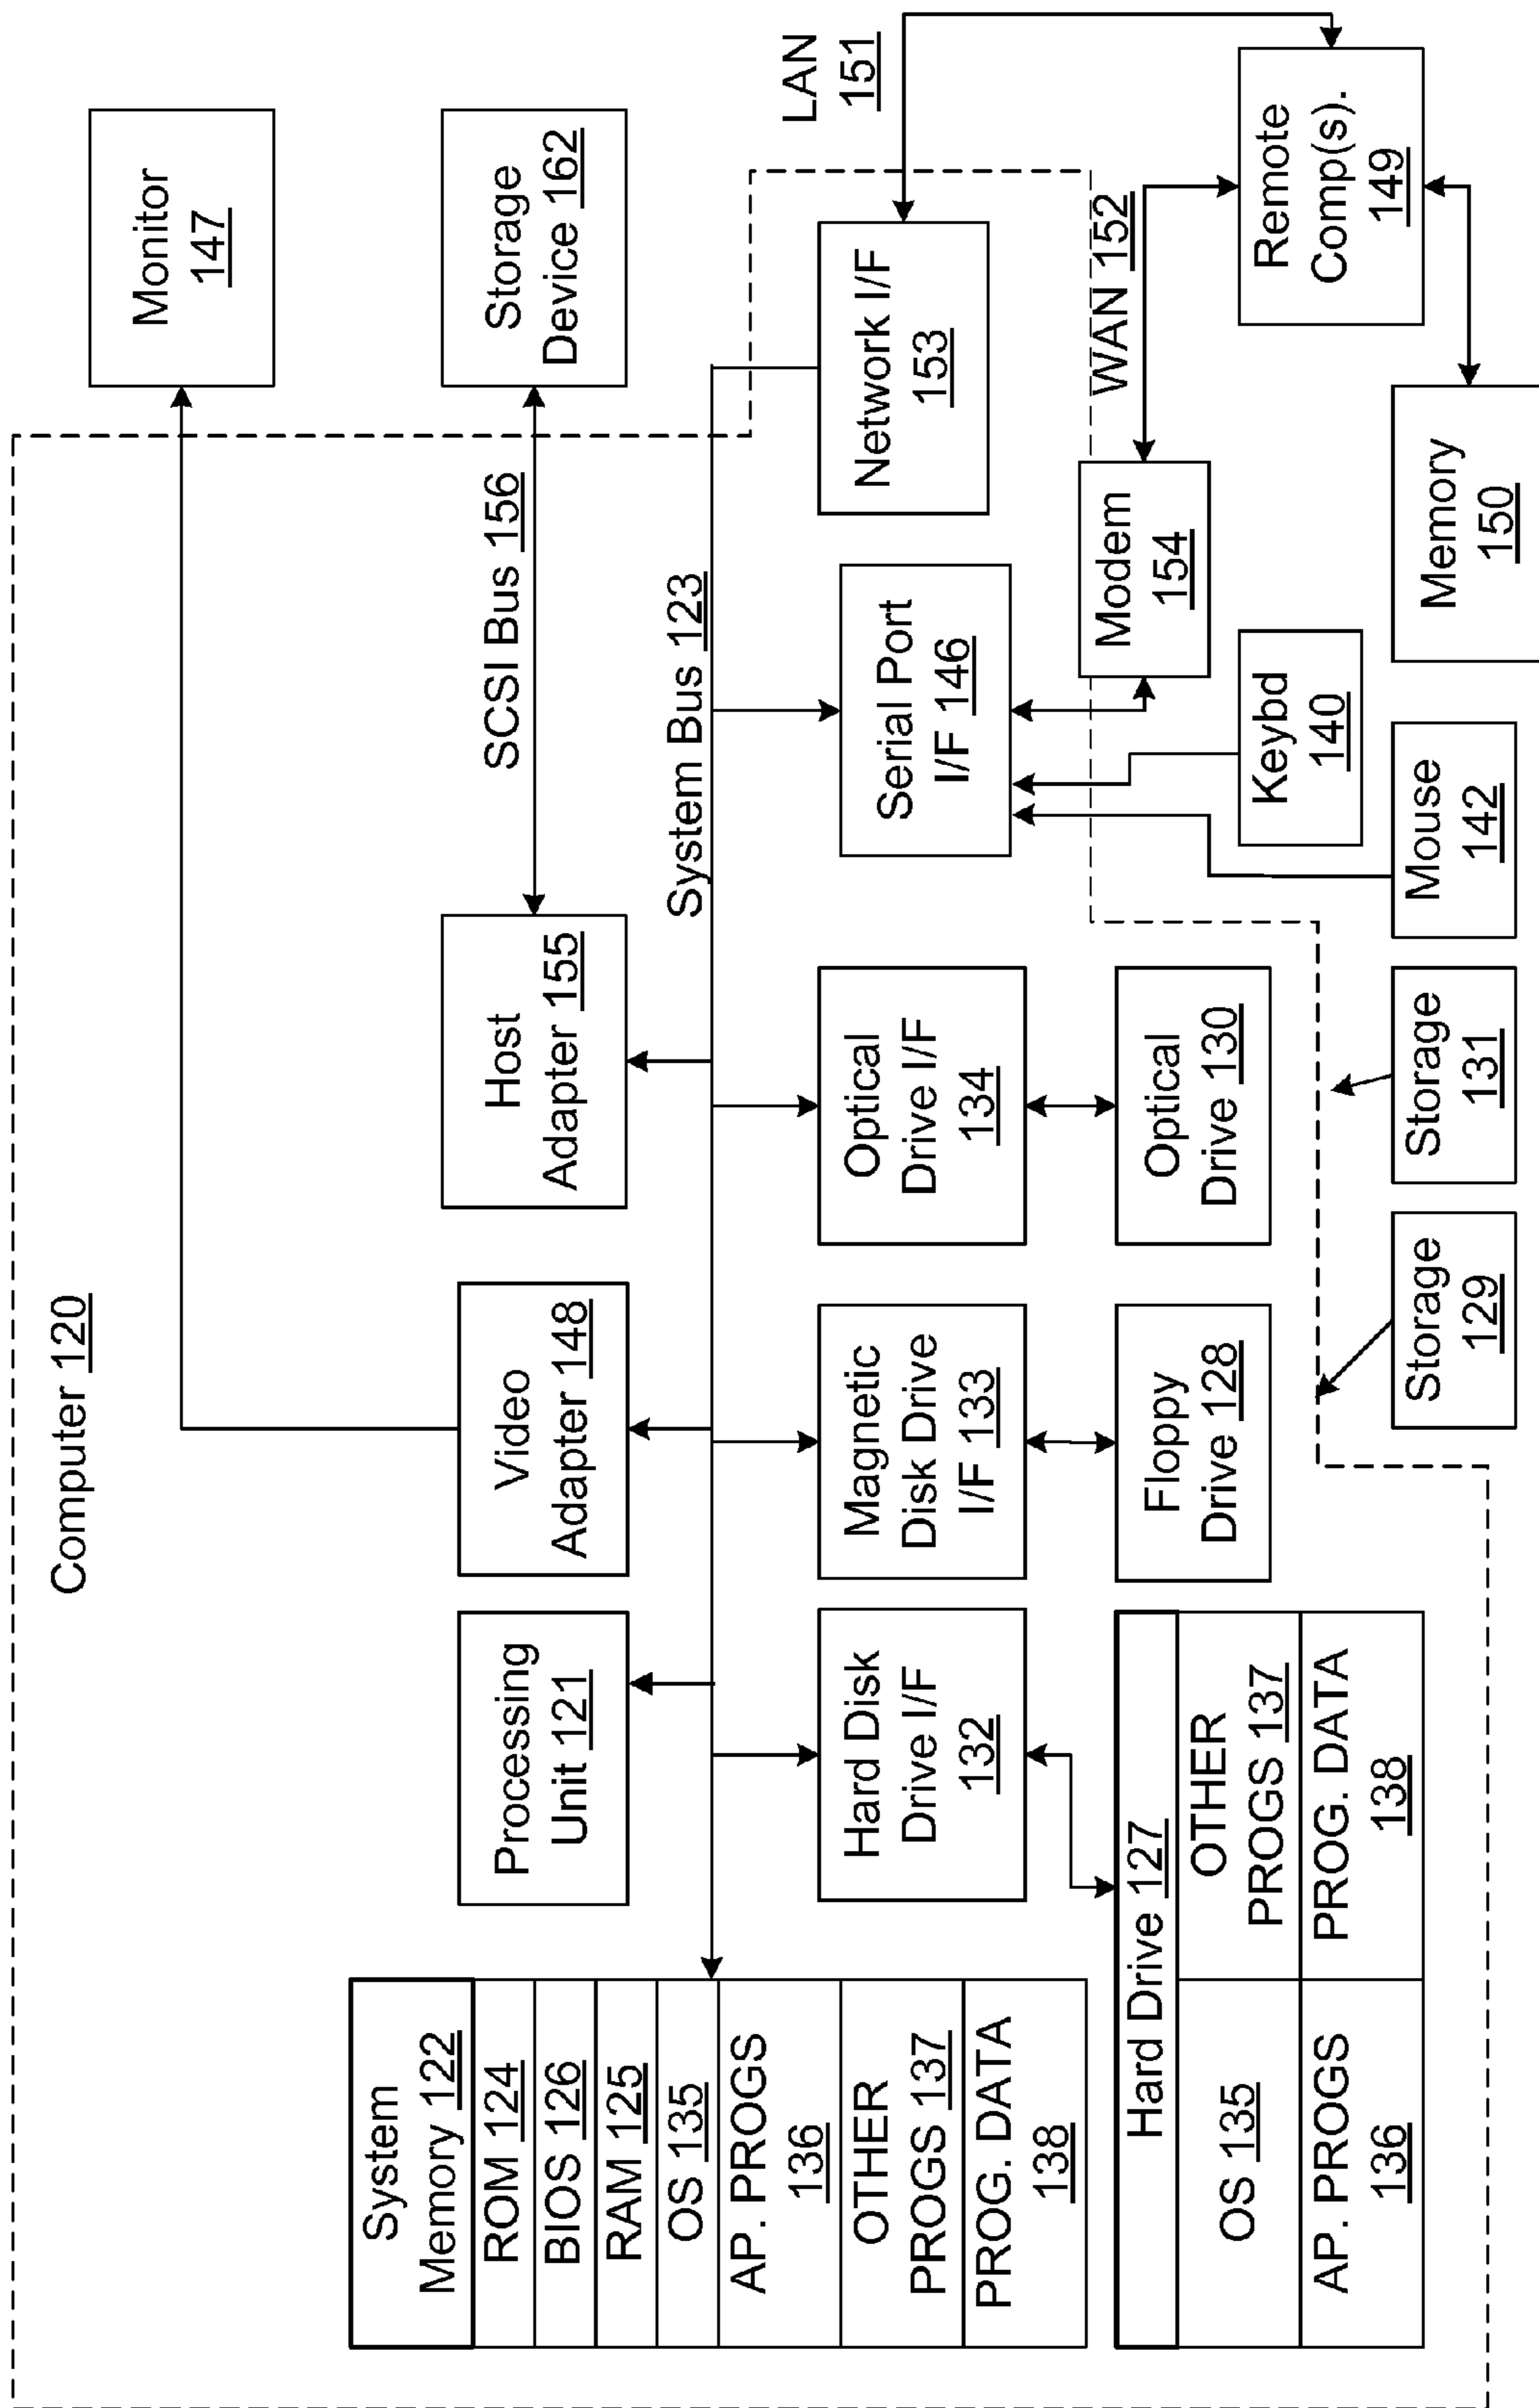 Computer 120
Monitor
147
System
Memory 122
ROM 124
BIOS 126
RAM 125
OS 135
AP. PROGS
136
OTHER
PROGS 137
PROG. DATA
138
Processing
Unit 121
Video
Adapter 148
Host
Adapter 155
SCSI Bus 156
Storage
Device 162
System Bus 123
Hard Disk
Drive I/F
132
Magnetic
Disk Drive
I/F 133
Optical
Drive I/F
134
Serial Port
I/F 146
Network I/F
153
LAN
151
Hard Drive 127
OS 135
OTHER
PROGS 137
AP. PROGS
136
PROG. DATA
138
Floppy
Drive 128
Optical
Drive 130
Modem
154
WAN 152
Keybd
140
Remote
Comp(s).
149
Storage
129
Storage
131
Mouse
142
Memory
150